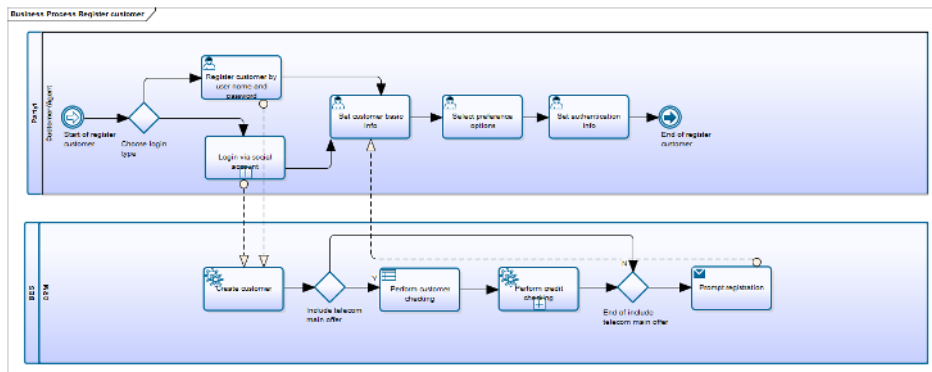 Business Process Register customer
Party1
Customer/Agent
Start of register
customer
Choose login
type
Register customer by
user name and
password
Login via social
account
Set customer basic
info
Select preference
options
Set authentication
info
End of register
customer
BES
CRM
Create customer
Include telecom
main offer
Y
Perform customer
checking
Perform credit
checking
N
End of include
telecom main offer
Prompt registration